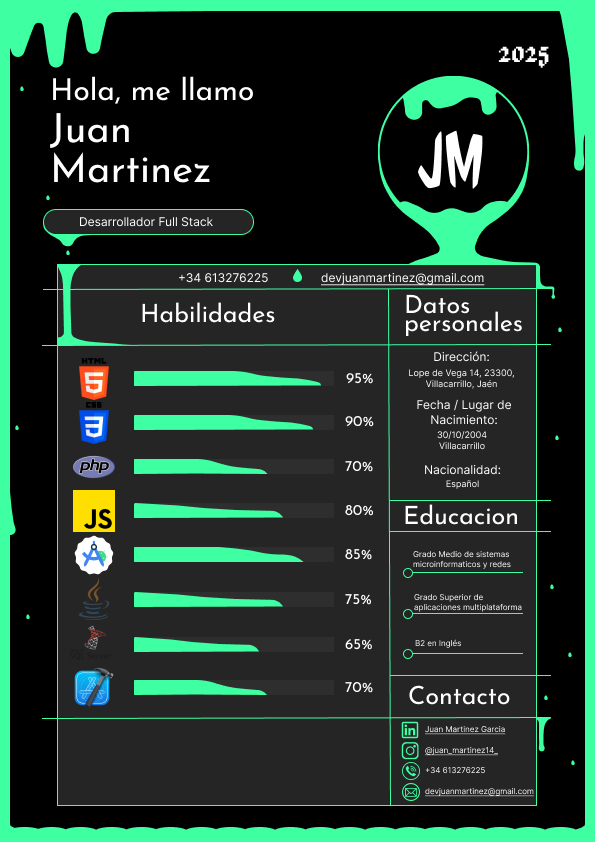 2025
Hola, me llamo
Juan
Martinez
JM
Desarrollador Full Stack
+34 613276225
devjuanmartinez@gmail.com
Habilidades
HTML
5
95%
CSS
3
90%
php
70%
JS
80%
85%
75%
65%
70%
Datos
personales
Dirección:
Lope de Vega 14, 23300,
Villacarrillo, Jaén
Fecha / Lugar de
Nacimiento:
30/10/2004
Villacarrillo
Nacionalidad:
Español
Educacion
Grado Medio de sistemas
microinformaticos y redes
Grado Superior de
aplicaciones multiplataforma
B2 en Inglés
Contacto
in
Juan Martinez Garcia
@juan_martinez14_
+34 613276225
devjuanmartinez@gmail.com